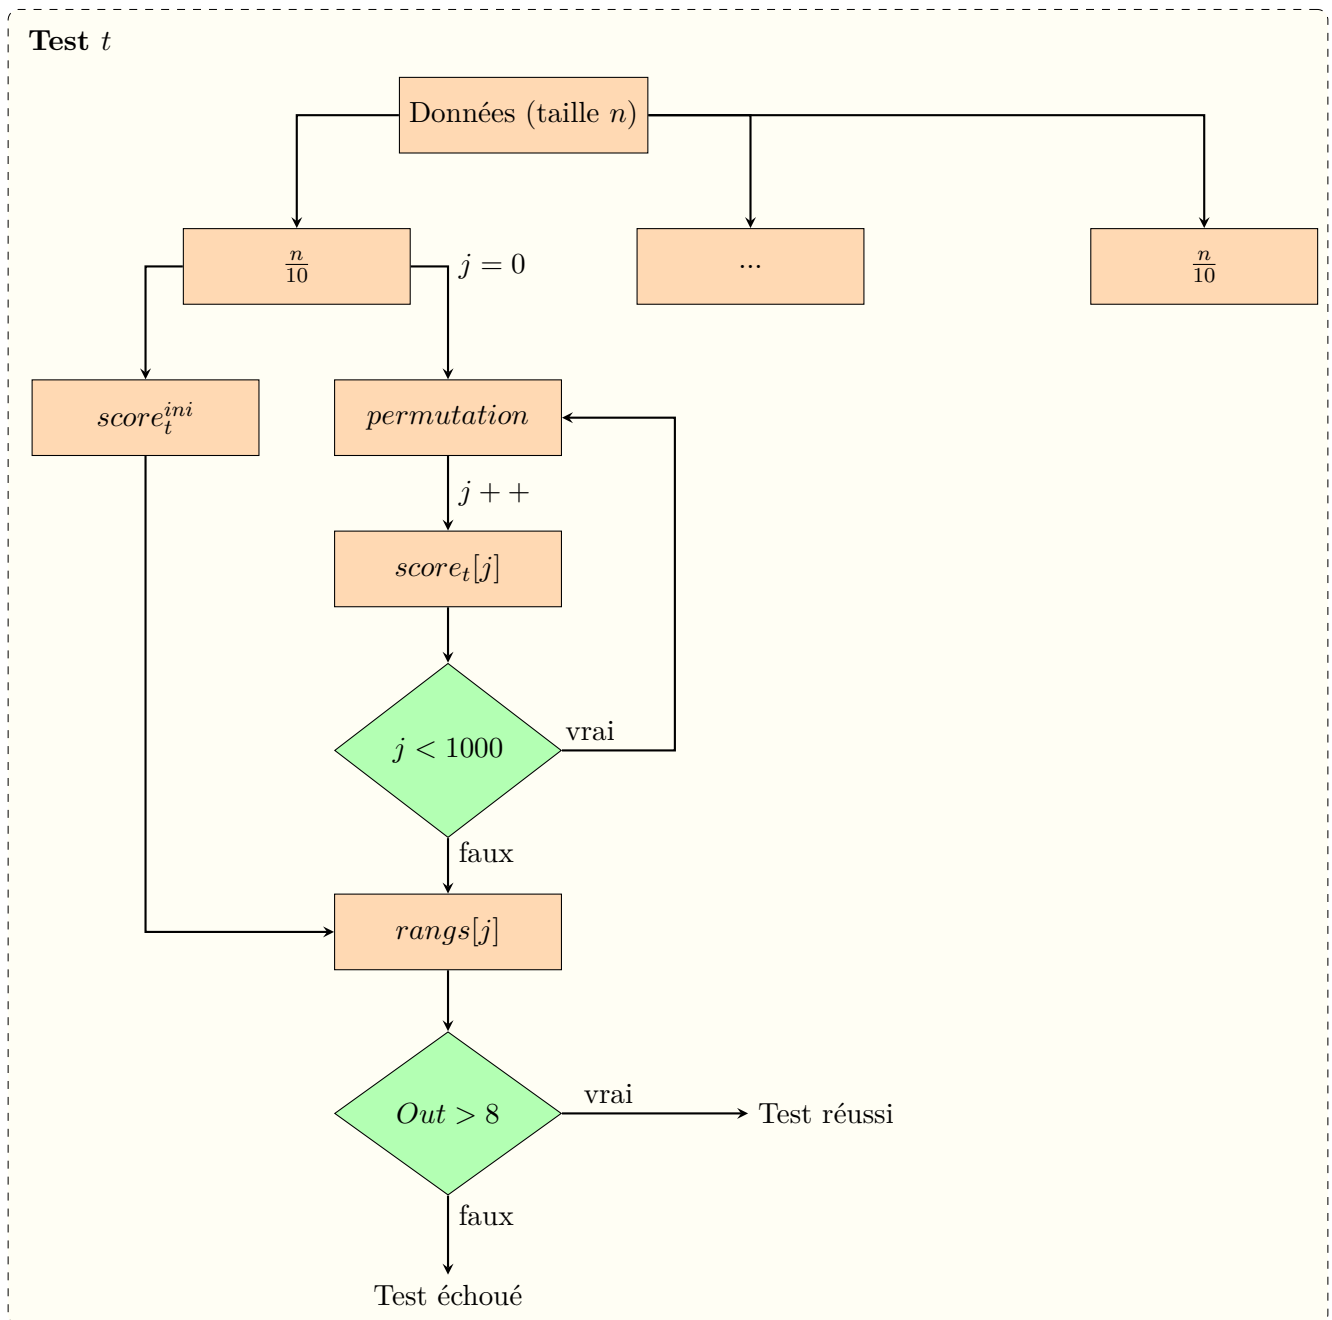 Test t
Données (taille n)
n/10
j = 0
...
n/10
score_t^{ini}
permutation
j + +
score_t[j]
j < 1000
vrai
faux
rangs[j]
Out > 8
vrai
Test réussi
faux
Test échoué